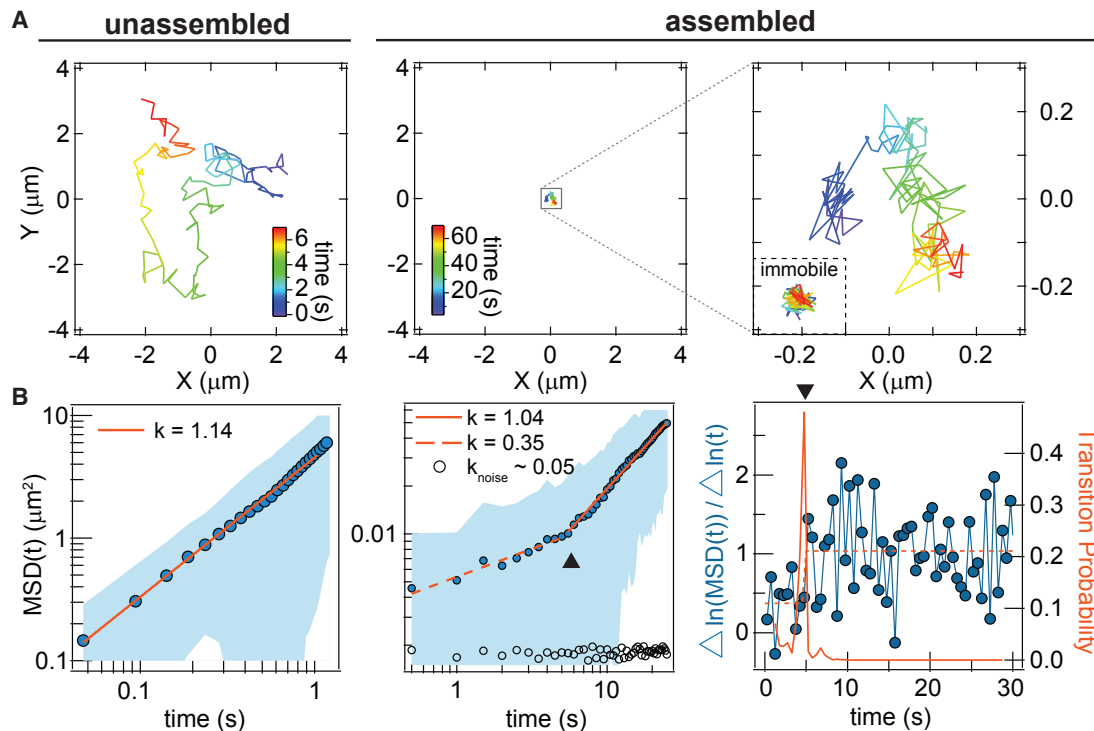 A
unassembled
assembled
4
2
0
-2
-4
Y (μm)
-4 -2 0 2 4
X (μm)
6
4
2
0
time (s)
4
2
0
-2
-4
-4 -2 0 2 4
X (μm)
60
40
20
time (s)
immobile
0.2
0.0
-0.2
-0.2 0.0 0.2
X (μm)
B
10
1
0.1
MSD(t) (μm²)
k = 1.14
0.1 1
time (s)
k = 1.04
k = 0.35
k noise ~ 0.05
0.01
1 10
time (s)
△ln(MSD(t)) / △ln(t)
2
1
0
0.4
0.3
0.2
0.1
0.0
Transition Probability
0 10 20 30
time (s)